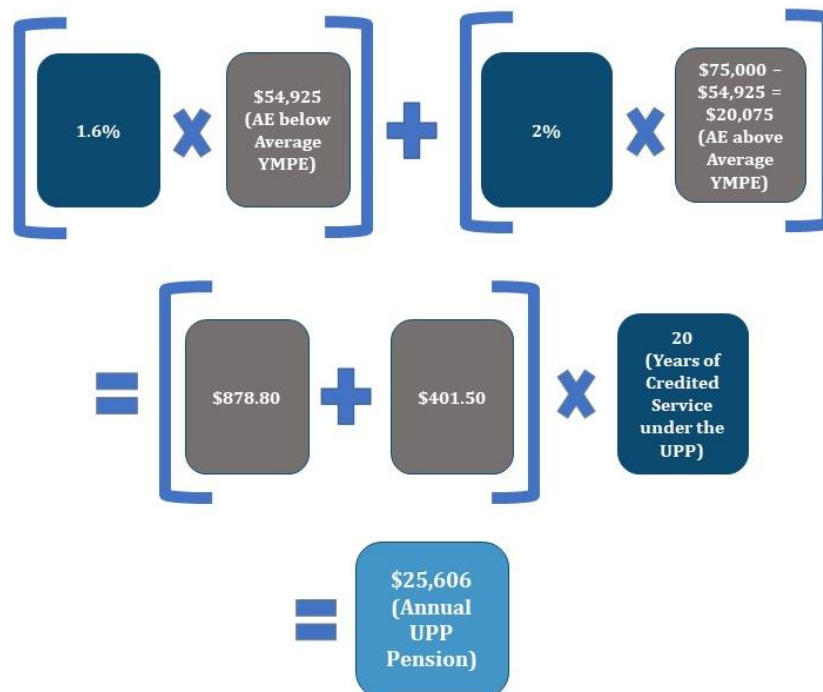 1.6%
$54,925
(AE below
Average
YMPE)
2%
$75,000 –
$54,925 =
$20,075
(AE above
Average
YMPE)
$878.80
$401.50
20
(Years of
Credited
Service
under the
UPP)
$25,606
(Annual
UPP
Pension)